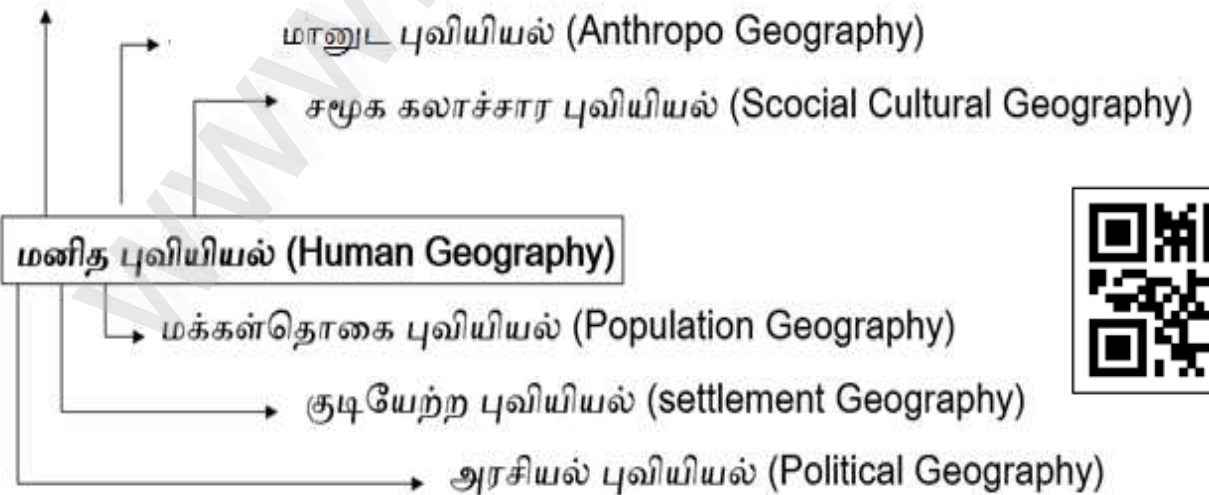 மானுட புவியியல் (Anthropo Geography)
சமூக கலாச்சார புவியியல் (Scocial Cultural Geography)
மனித புவியியல் (Human Geography)
மக்கள்தொகை புவியியல் (Population Geography)
குடியேற்ற புவியியல் (settlement Geography)
அரசியல் புவியியல் (Political Geography)